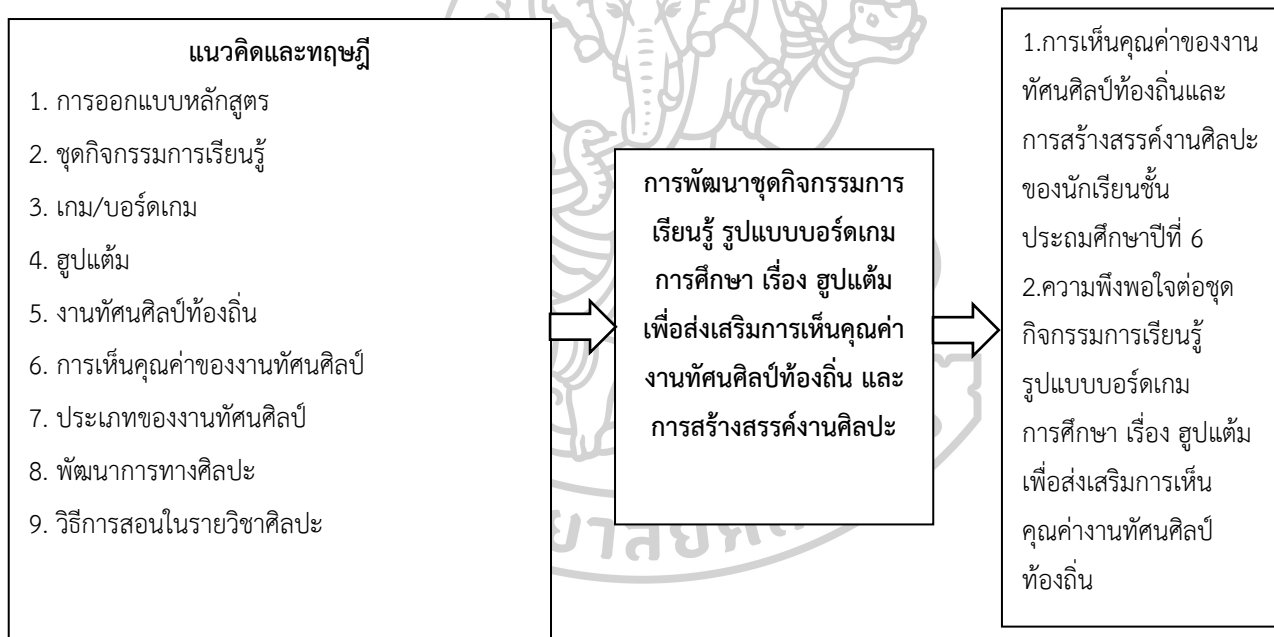 แนวคิดและทฤษฎี
1. การออกแบบหลักสูตร
2. ชุดกิจกรรมการเรียนรู้
3. เกม/บอร์ดเกม
4. ฮูปแต้ม
5. งานทัศนศิลป์ท้องถิ่น
6. การเห็นคุณค่าของงานทัศนศิลป์
7. ประเภทของงานทัศนศิลป์
8. พัฒนาการทางศิลปะ
9. วิธีการสอนในรายวิชาศิลปะ
การพัฒนาชุดกิจกรรมการ
เรียนรู้ รูปแบบบอร์ดเกม
การศึกษา เรื่อง ฮูปแต้ม
เพื่อส่งเสริมการเห็นคุณค่า
งานทัศนศิลป์ท้องถิ่น และ
การสร้างสรรค์งานศิลปะ
1.การเห็นคุณค่าของงาน
ทัศนศิลป์ท้องถิ่นและ
การสร้างสรรค์งานศิลปะ
ของนักเรียนชั้น
ประถมศึกษาปีที่ 6
2.ความพึงพอใจต่อชุด
กิจกรรมการเรียนรู้
รูปแบบบอร์ดเกม
การศึกษา เรื่อง ฮูปแต้ม
เพื่อส่งเสริมการเห็น
คุณค่างานทัศนศิลป์
ท้องถิ่น